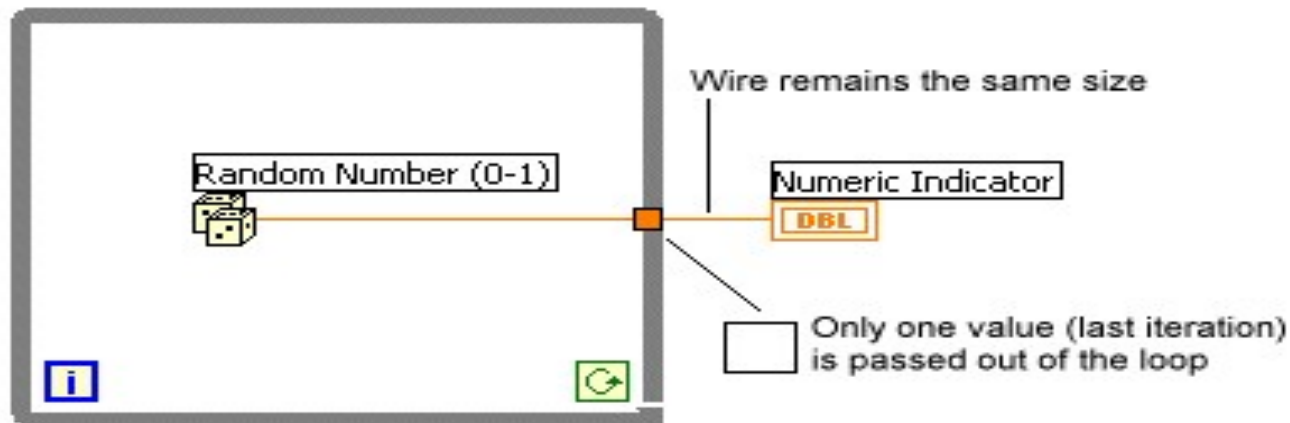 Wire remains the same size
Random Number (0-1)
Numeric Indicator
DBL
Only one value (last iteration)
is passed out of the loop
i